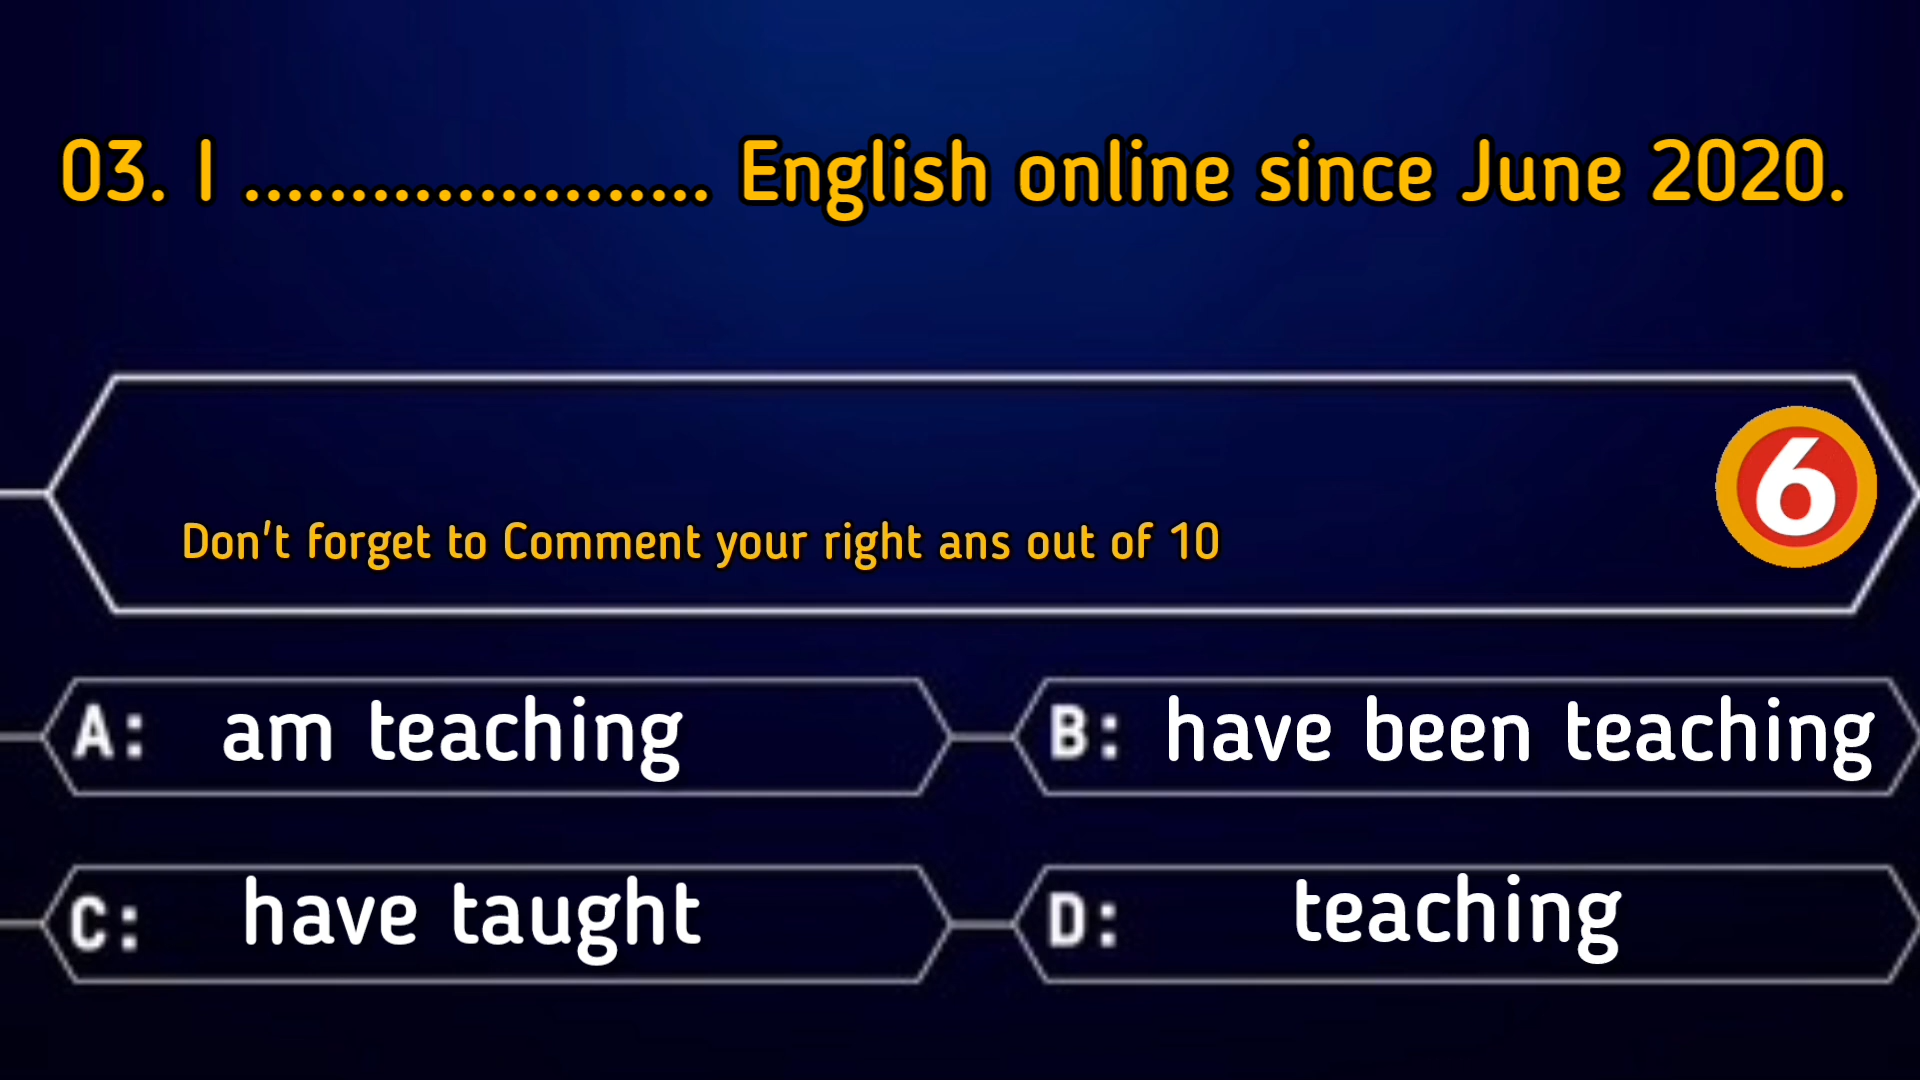 03. I ...................... English online since June 2020.
6
Don't forget to Comment your right ans out of 10
A: am teaching
B: have been teaching
C: have taught
D: teaching